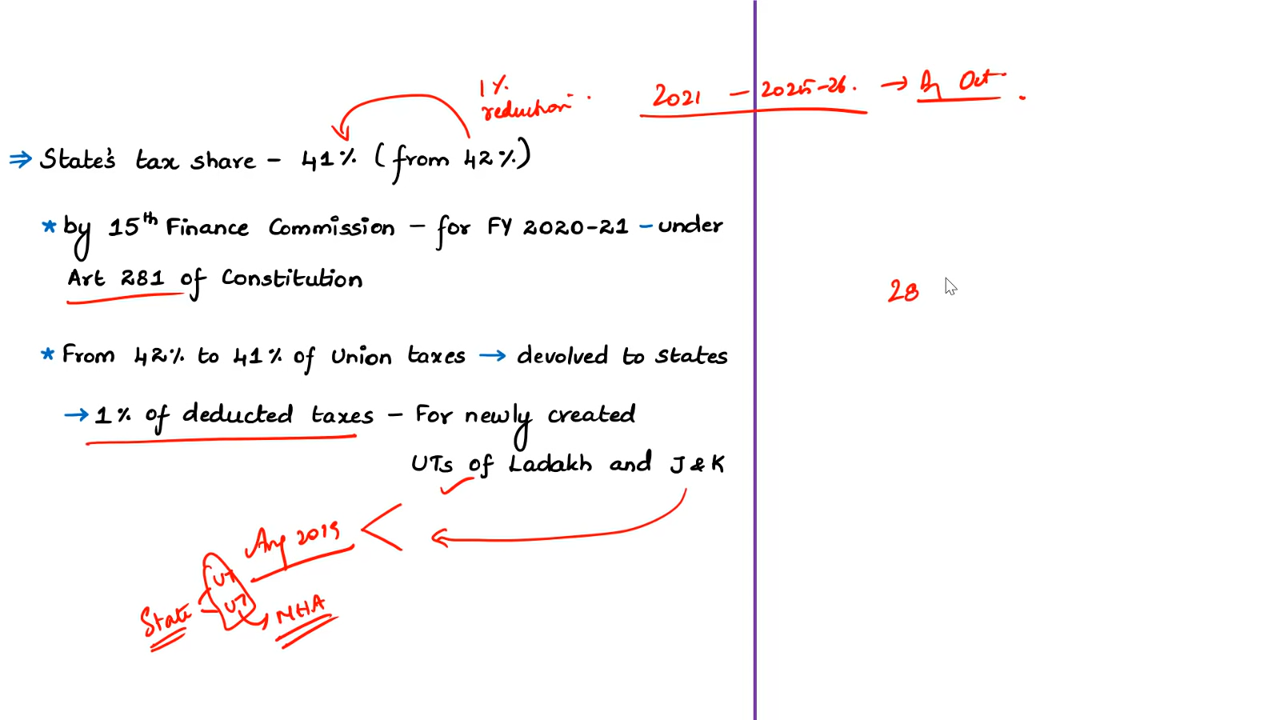 1% reduction.
2021 - 2025-26. → By Oct.
⇒ State's tax share - 41% (from 42%)
* by 15th Finance Commission - for FY 2020-21 - under
Art 281 of Constitution
28
* From 42% to 41% of Union taxes → devolved to states
→ 1% of deducted taxes - For newly created
UTs of Ladakh and J & K
Aug 2019
UT
UT
State
MHA